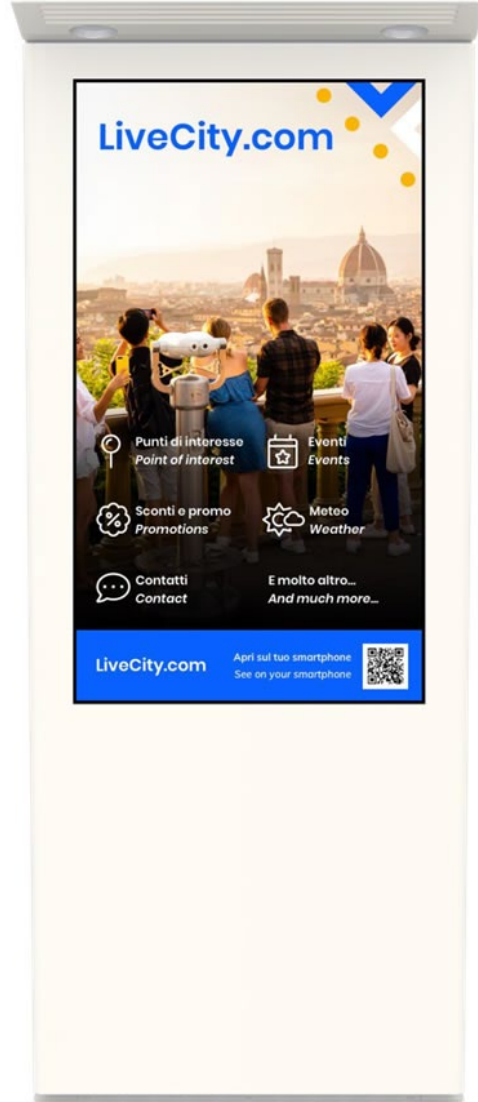 LiveCity.com
Punti di interesse
Point of interest
Eventi
Events
Sconti e promo
Promotions
Meteo
Weather
Contatti
Contact
E molto altro...
And much more...
LiveCity.com
Apri sul tuo smartphone
See on your smartphone